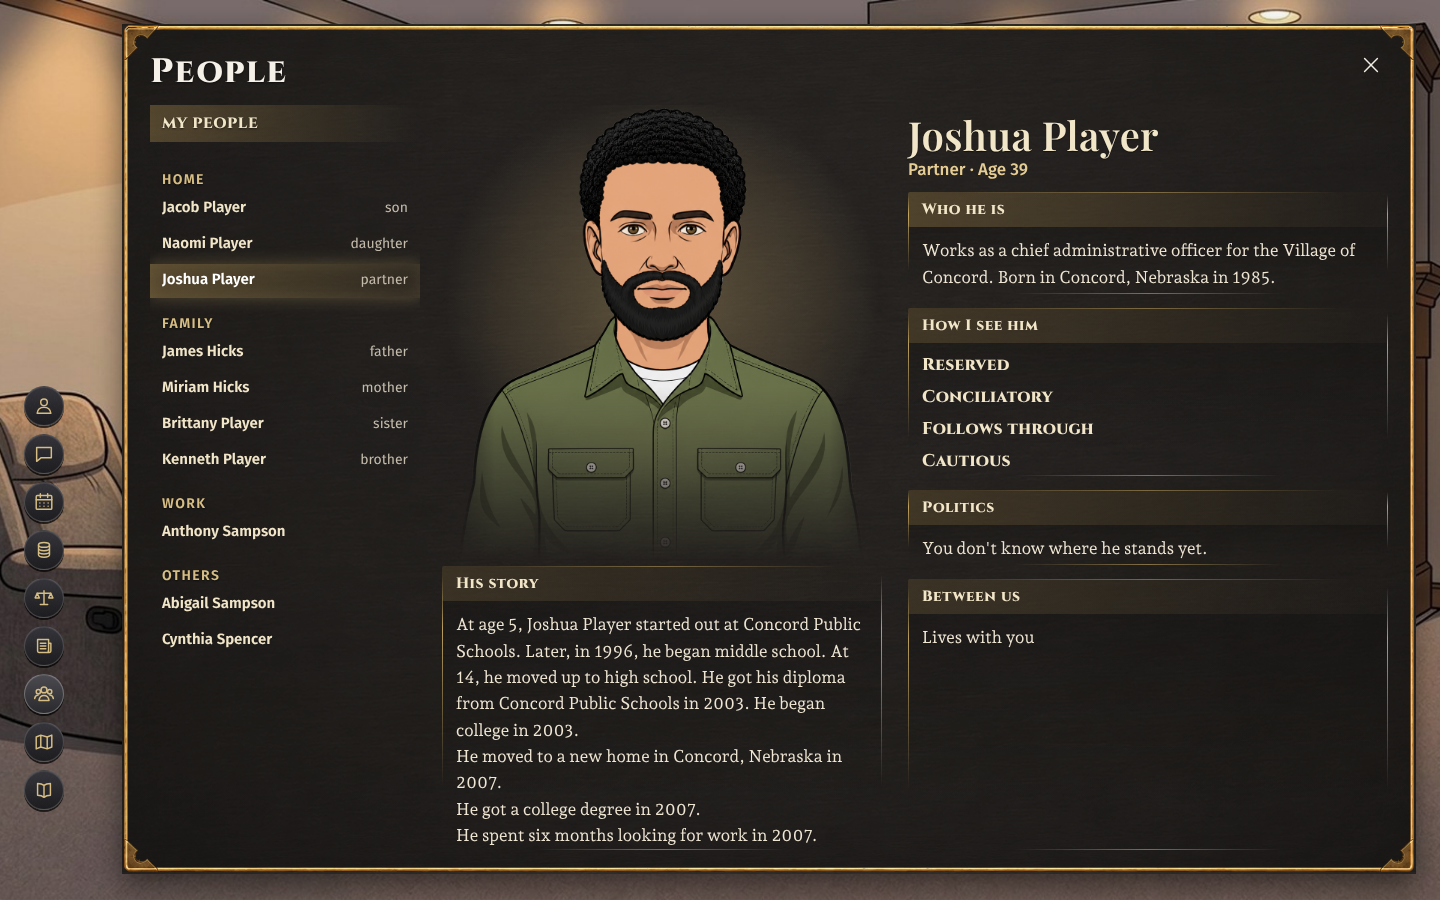 People
MY PEOPLE
HOME
Jacob Player son
Naomi Player daughter
Joshua Player partner
FAMILY
James Hicks father
Miriam Hicks mother
Brittany Player sister
Kenneth Player brother
WORK
Anthony Sampson
OTHERS
Abigail Sampson
Cynthia Spencer
His story
At age 5, Joshua Player started out at Concord Public
Schools. Later, in 1996, he began middle school. At
14, he moved up to high school. He got his diploma
from Concord Public Schools in 2003. He began
college in 2003.
He moved to a new home in Concord, Nebraska in
2007.
He got a college degree in 2007.
He spent six months looking for work in 2007.
Joshua Player
Partner · Age 39
Who he is
Works as a chief administrative officer for the Village of
Concord. Born in Concord, Nebraska in 1985.
How I see him
Reserved
Conciliatory
Follows through
Cautious
Politics
You don't know where he stands yet.
Between us
Lives with you